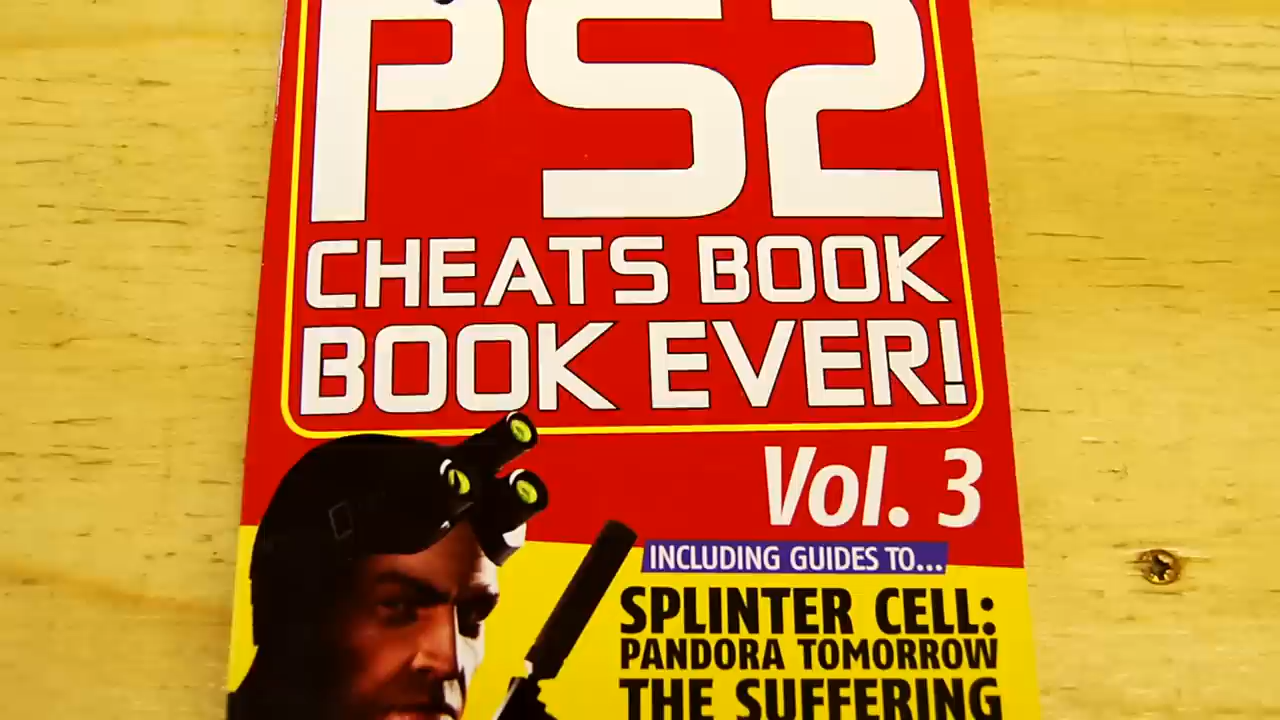 PS2
CHEATS BOOK
BOOK EVER!
Vol. 3
INCLUDING GUIDES TO...
SPLINTER CELL:
PANDORA TOMORROW
THE SUFFERING